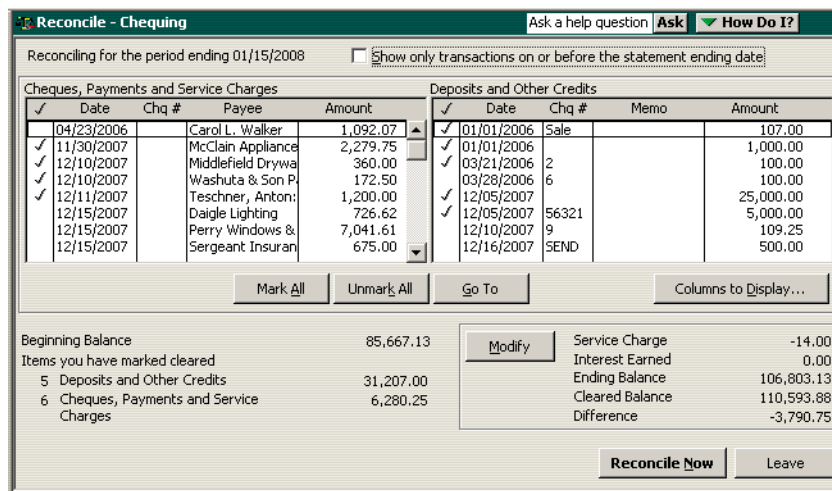 Reconcile - Chequing Ask a help question Ask How Do I?
Reconciling for the period ending 01/15/2008 Show only transactions on or before the statement ending date
Cheques, Payments and Service Charges Deposits and Other Credits
✓ Date Chq # Payee Amount ✓ Date Chq # Memo Amount
04/23/2006 Carol L. Walker 1,092.07 ✓ 01/01/2006 Sale 107.00
✓ 11/30/2007 McClain Appliance 2,279.75 ✓ 01/01/2006 1,000.00
✓ 12/10/2007 Middlefield Drywa 360.00 ✓ 03/21/2006 2 100.00
✓ 12/10/2007 Washuta & Son P 172.50 03/28/2006 6 100.00
✓ 12/11/2007 Teschner, Anton: 1,200.00 ✓ 12/05/2007 25,000.00
12/15/2007 Daigle Lighting 726.62 ✓ 12/05/2007 56321 5,000.00
12/15/2007 Perry Windows & 7,041.61 12/10/2007 9 109.25
12/15/2007 Sergeant Insuran 675.00 12/16/2007 SEND 500.00
Mark All Unmark All Go To Columns to Display...
Beginning Balance 85,667.13
Items you have marked cleared
5 Deposits and Other Credits 31,207.00
6 Cheques, Payments and Service 6,280.25
Charges
Modify
Service Charge -14.00
Interest Earned 0.00
Ending Balance 106,803.13
Cleared Balance 110,593.88
Difference -3,790.75
Reconcile Now Leave